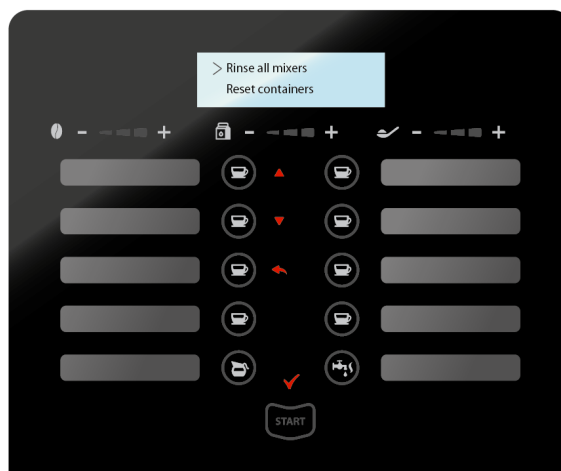 > Rinse all mixers
Reset containers
- +
- +
- +
START